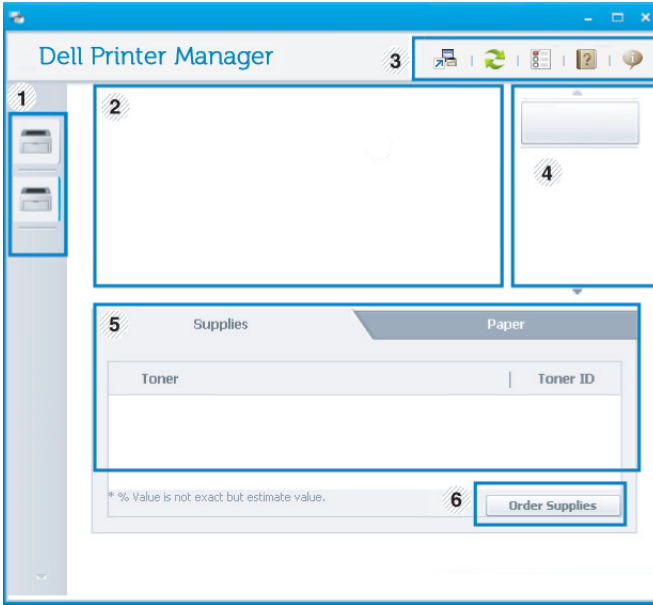 Dell Printer Manager
3
1
2
4
5 Supplies Paper
Toner Toner ID
* % Value is not exact but estimate value.
6 Order Supplies